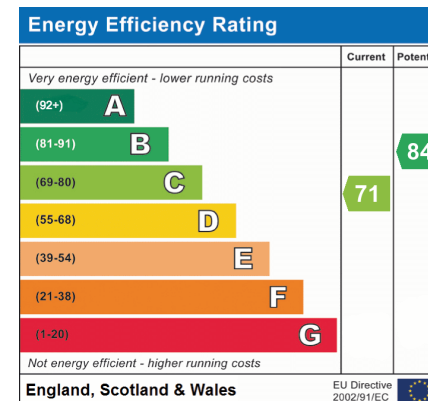 Energy Efficiency Rating
Current Potent
Very energy efficient - lower running costs
(92+) A
(81-91) B
84
(69-80) C
71
(55-68) D
(39-54) E
(21-38) F
(1-20) G
Not energy efficient - higher running costs
England, Scotland & Wales
EU Directive
2002/91/EC